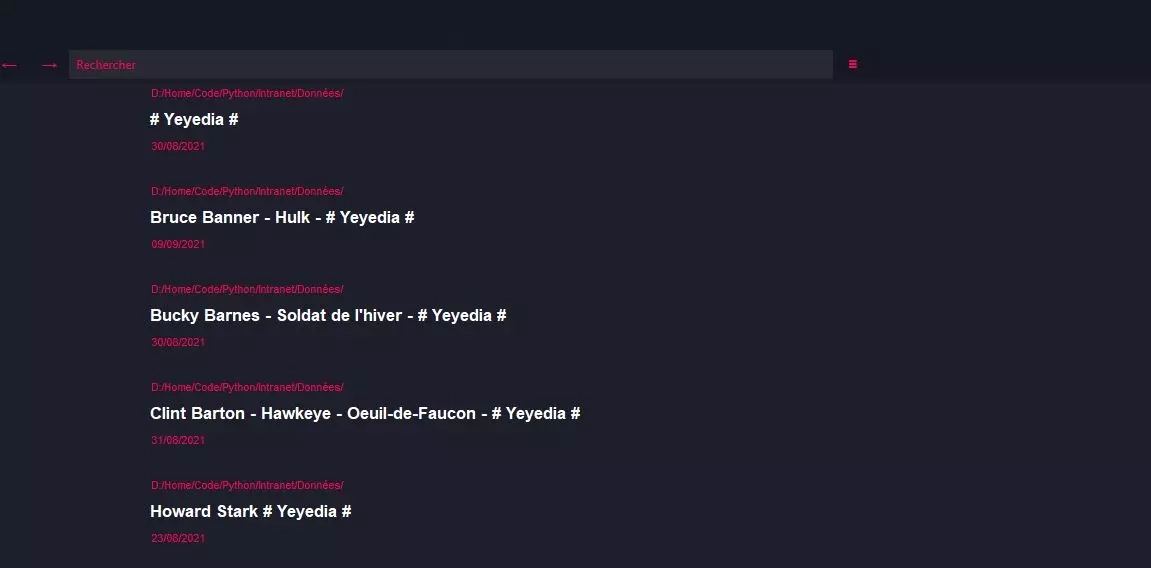 ← → Rechercher ≡
D:/Home/Code/Python/Intranet/Données/
# Yeyedia #
30/08/2021
D:/Home/Code/Python/Intranet/Données/
Bruce Banner - Hulk - # Yeyedia #
09/09/2021
D:/Home/Code/Python/Intranet/Données/
Bucky Barnes - Soldat de l'hiver - # Yeyedia #
30/08/2021
D:/Home/Code/Python/Intranet/Données/
Clint Barton - Hawkeye - Oeuil-de-Faucon - # Yeyedia #
31/08/2021
D:/Home/Code/Python/Intranet/Données/
Howard Stark # Yeyedia #
23/08/2021